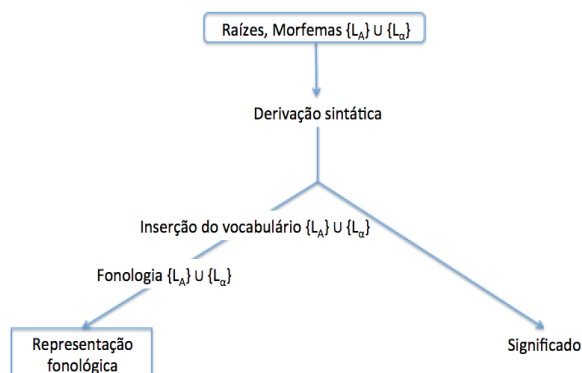 Raízes, Morfemas {L_A} U {L_α}
Derivação sintática
Inserção do vocabulário {L_A} U {L_α}
Fonologia {L_A} U {L_α}
Representação
fonológica
Significado